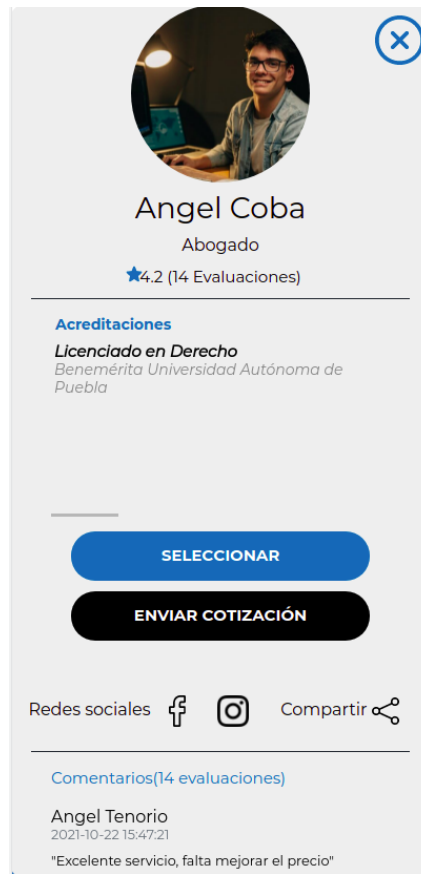 Angel Coba
Abogado
4.2 (14 Evaluaciones)
Acreditaciones
Licenciado en Derecho
Benemérita Universidad Autónoma de
Puebla
SELECCIONAR
ENVIAR COTIZACIÓN
Redes sociales Compartir
Comentarios(14 evaluaciones)
Angel Tenorio
2021-10-22 15:47:21
"Excelente servicio, falta mejorar el precio"